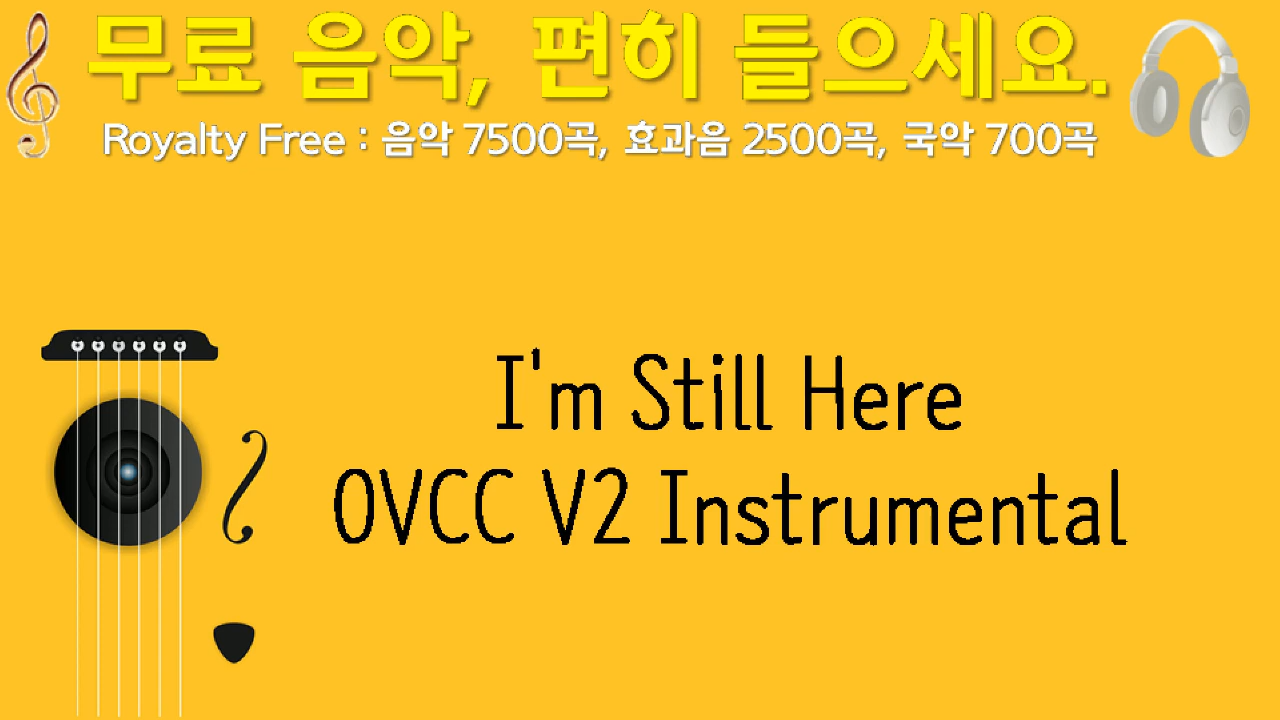 무료 음악, 편히 들으세요.
Royalty Free : 음악 7500곡, 효과음 2500곡, 국악 700곡
I'm Still Here
OVCC V2 Instrumental